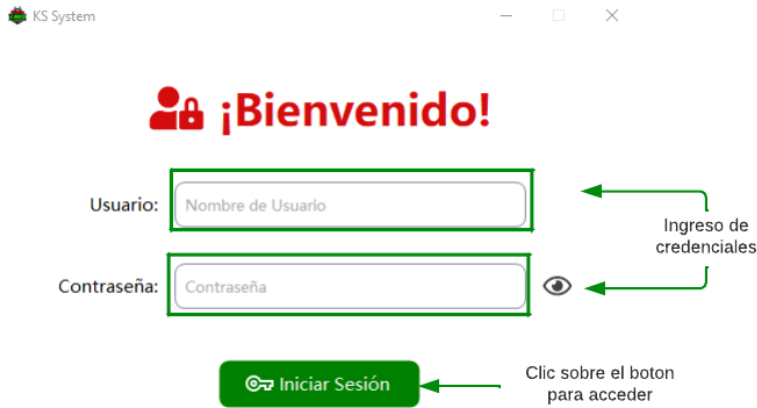 KS System
¡Bienvenido!
Usuario:
Nombre de Usuario
Ingreso de
credenciales
Contraseña:
Contraseña
Iniciar Sesión
Clic sobre el boton
para acceder